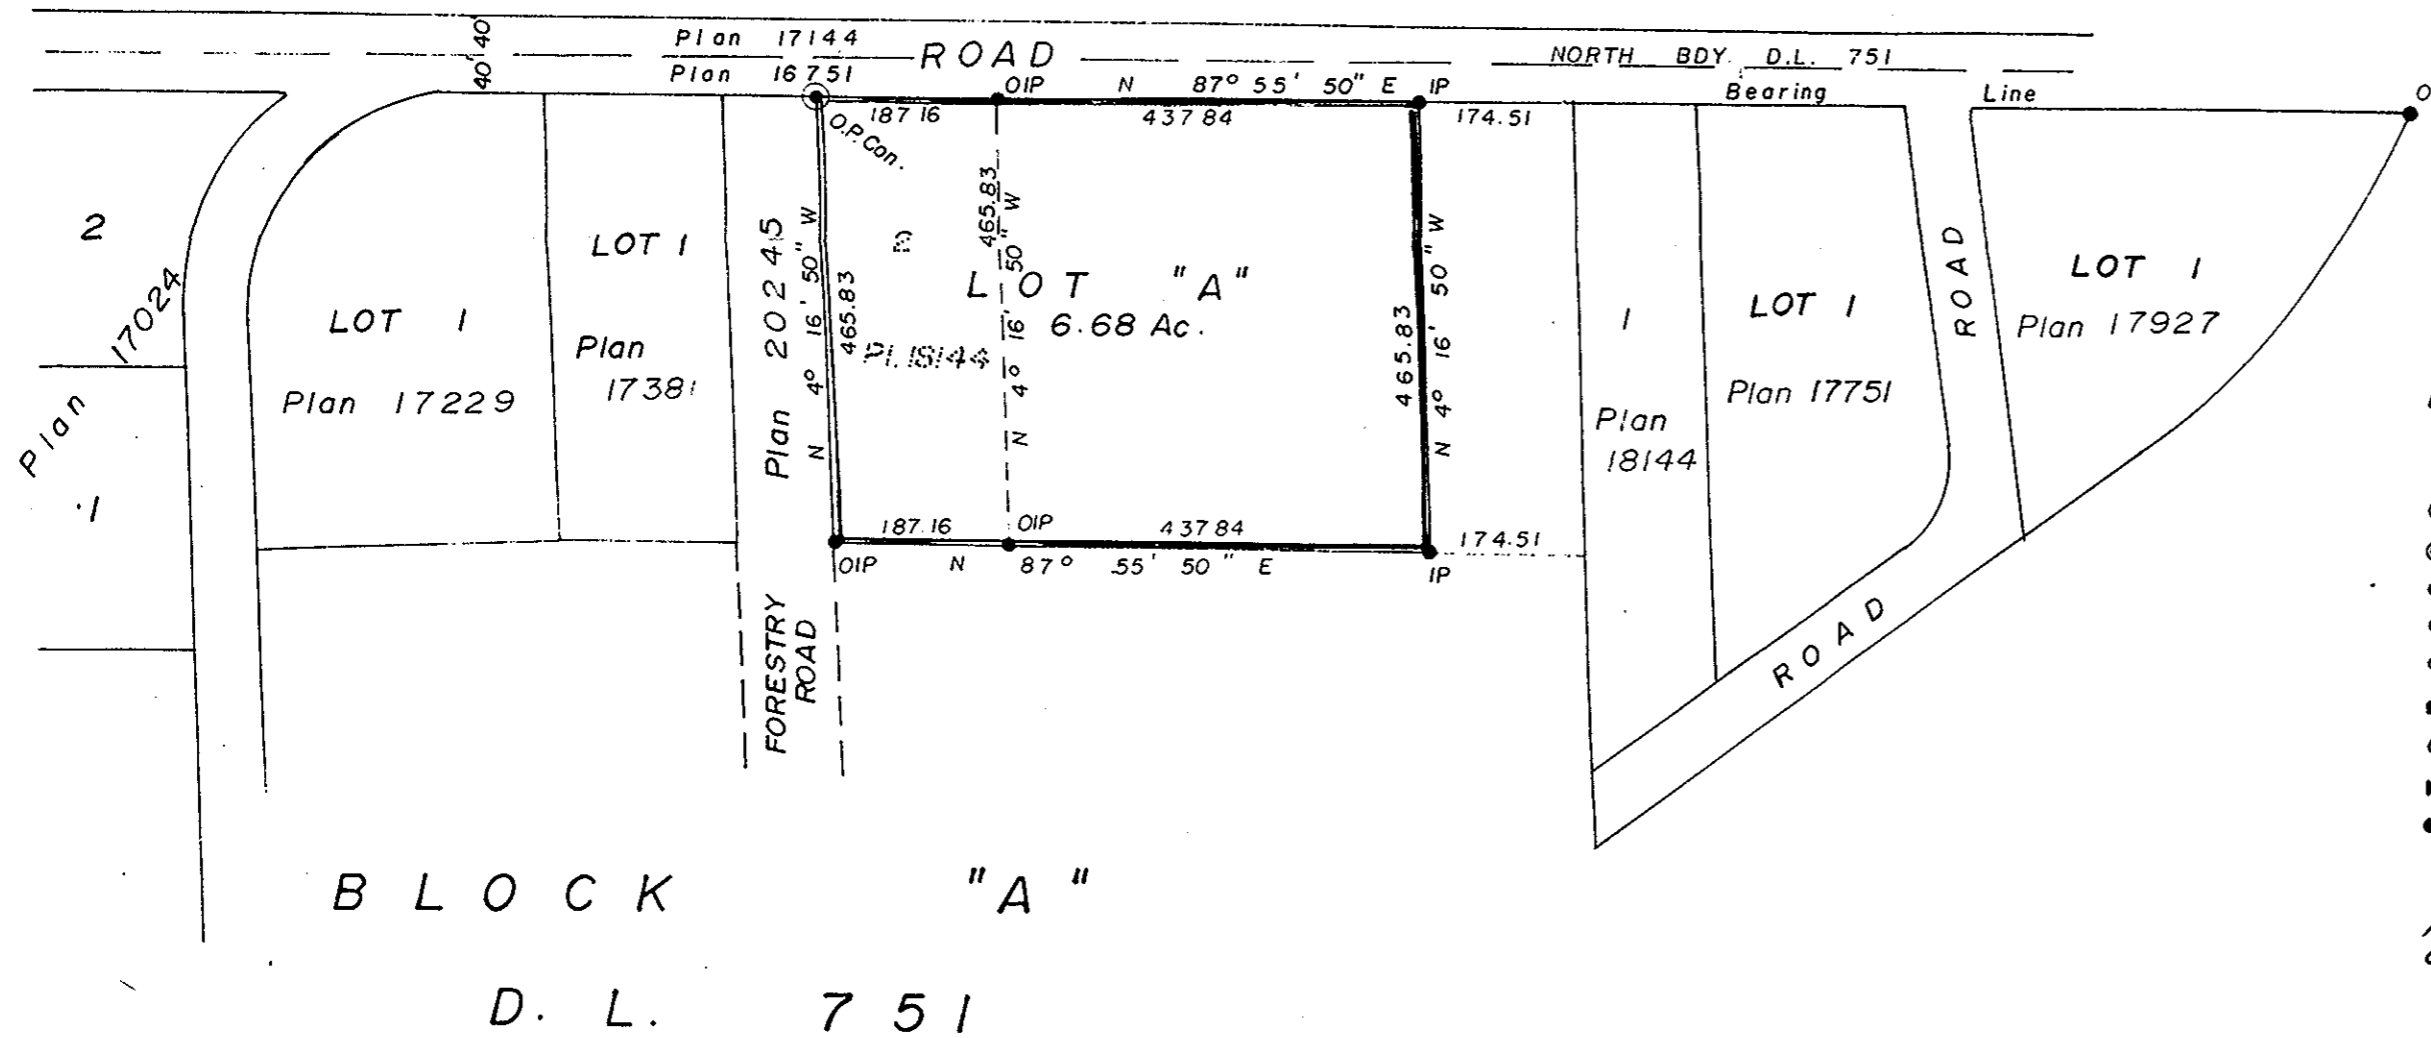 40' 40'
Plan 17144
Plan 16751
ROAD
NORTH BDY. D.L. 751
Bearing Line
O.P. Con.
OIP
N 87° 55' 50" E
IP
187.16
437.84
174.51
2
Plan 17024
1
LOT 1
Plan 17229
LOT 1
Plan
17381
Plan 20245
N 4° 16' 50" W
465.83
2
Pl. 18144
465.83
N 4° 16' 50" W
LOT "A"
6.68 Ac.
465.83
N 4° 16' 50" W
1
Plan
18144
LOT 1
Plan 17751
ROAD
LOT 1
Plan 17927
187.16
OIP
437.84
174.51
OIP
N 87° 55' 50" E
IP
FORESTRY
ROAD
ROAD
BLOCK "A"
D. L. 751